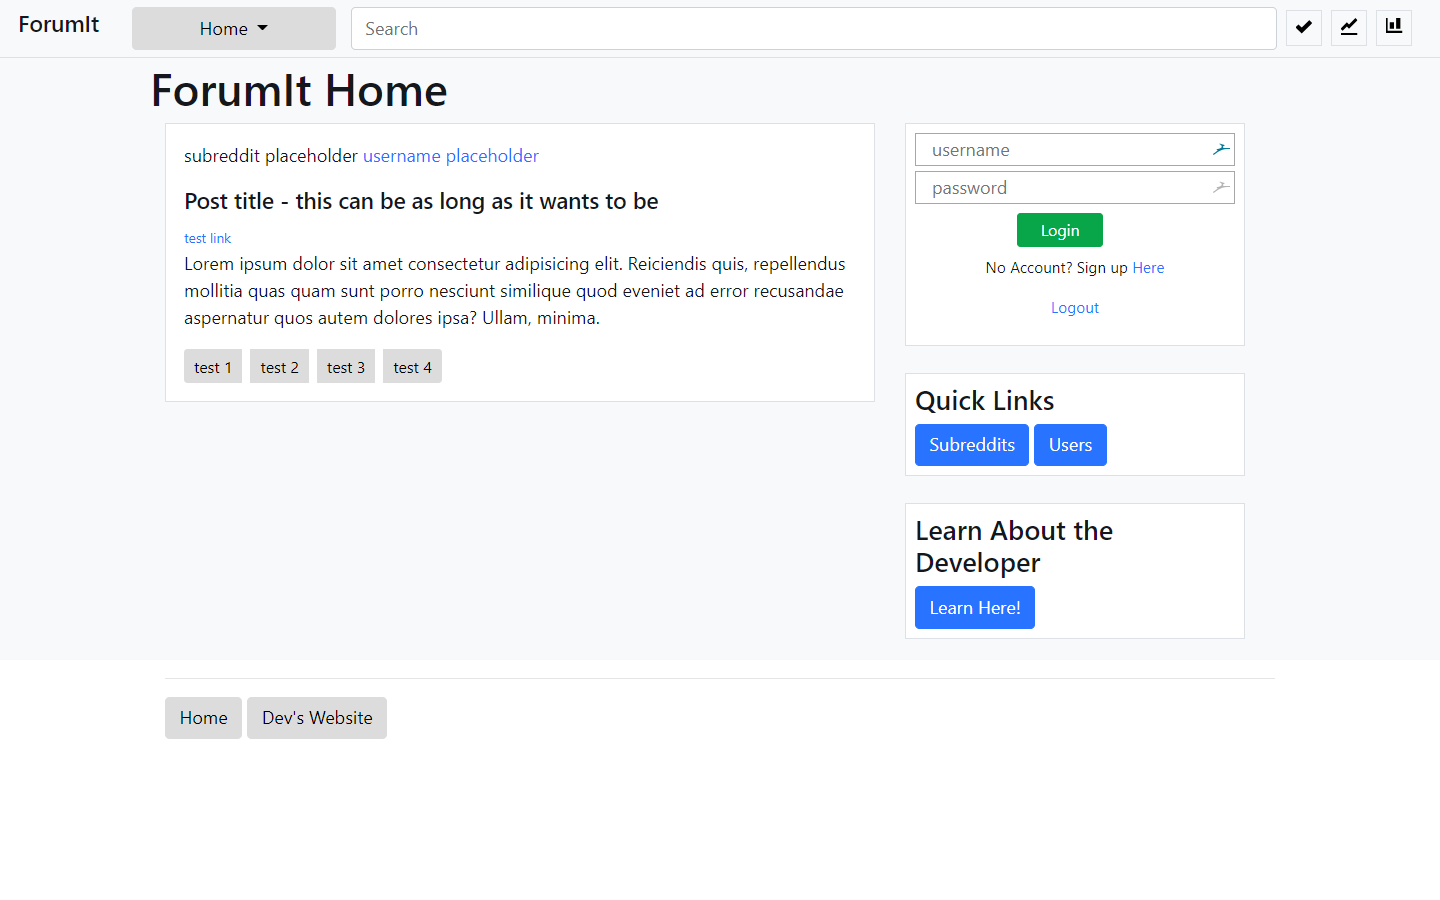 ForumIt
Home
Search
ForumIt Home
subreddit placeholder username placeholder
Post title - this can be as long as it wants to be
test link
Lorem ipsum dolor sit amet consectetur adipisicing elit. Reiciendis quis, repellendus
mollitia quas quam sunt porro nesciunt similique quod eveniet ad error recusandae
aspernatur quos autem dolores ipsa? Ullam, minima.
test 1 test 2 test 3 test 4
username
password
Login
No Account? Sign up Here
Logout
Quick Links
Subreddits Users
Learn About the
Developer
Learn Here!
Home Dev's Website